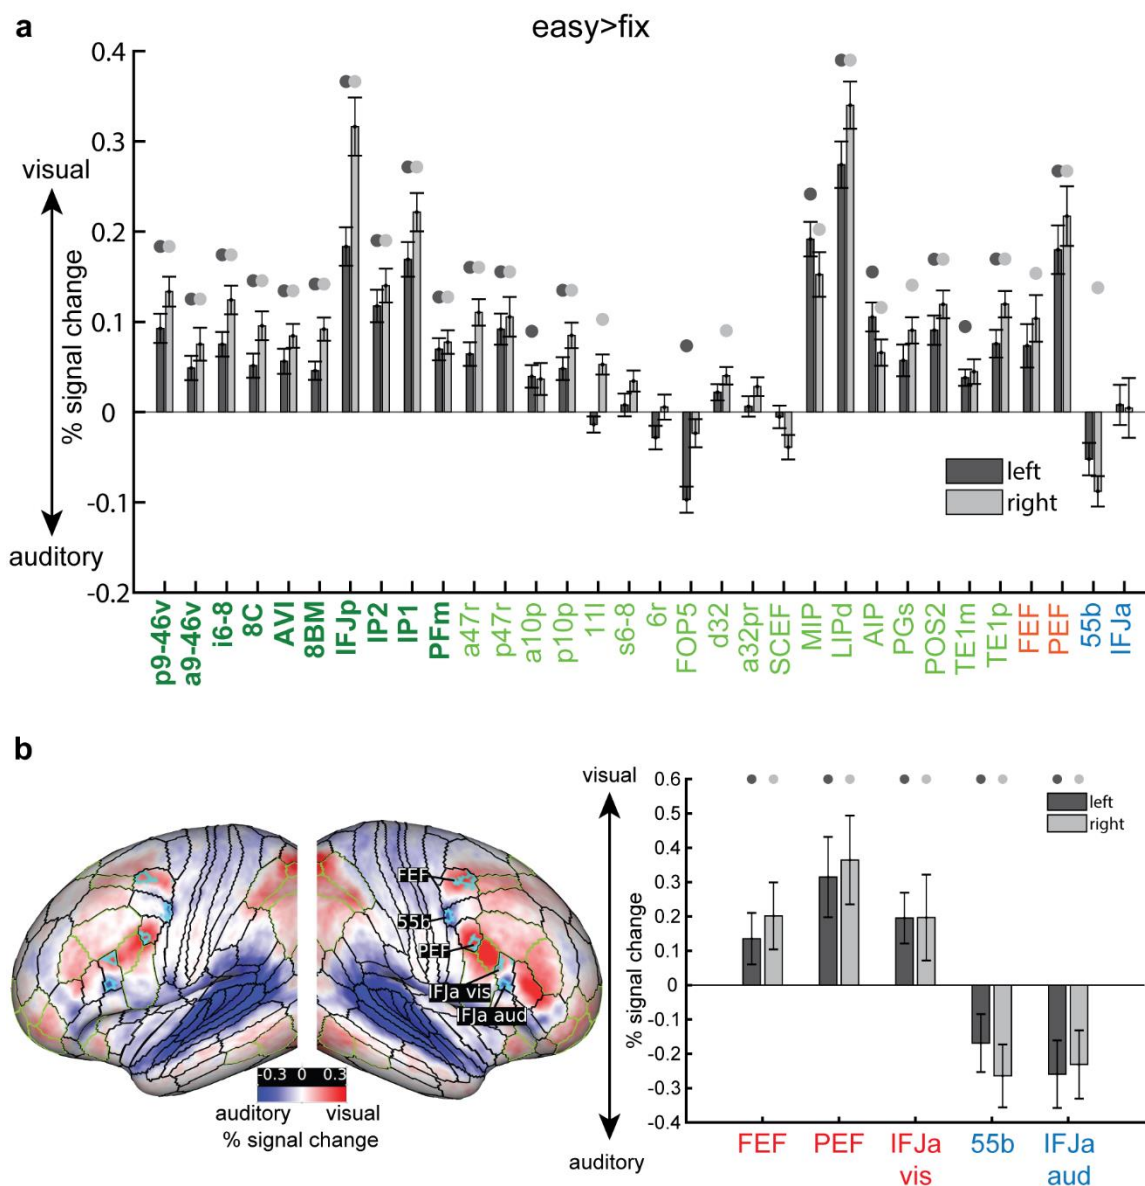 a
easy>fix
0.4
0.3
0.2
0.1
0
-0.1
-0.2
visual
% signal change
auditory
left
right
p9-46v
a9-46v
i6-8
8C
AVI
8BM
IFJp
IP2
IP1
PFm
a47r
p47r
a10p
p10p
11l
s6-8
6r
FOP5
d32
a32pr
SCEF
MIP
LIPd
AIP
PGs
POS2
TE1m
TE1p
FEF
PEF
55b
IFJa
b
FEF
55b
PEF
IFJa vis
IFJa aud
-0.3 0 0.3
auditory visual
% signal change
visual
% signal change
auditory
0.6
0.5
0.4
0.3
0.2
0.1
0
-0.1
-0.2
-0.3
-0.4
left
right
FEF
PEF
IFJa
vis
55b
IFJa
aud